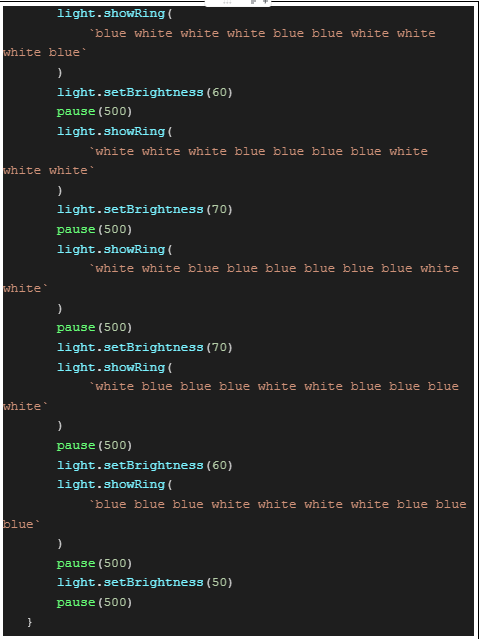 light.showRing(
`blue white white white blue blue white white
white blue`
)
light.setBrightness(60)
pause(500)
light.showRing(
`white white white blue blue blue blue white
white white`
)
light.setBrightness(70)
pause(500)
light.showRing(
`white white blue blue blue blue blue blue white
white`
)
pause(500)
light.setBrightness(70)
light.showRing(
`white blue blue blue white white blue blue blue
white`
)
pause(500)
light.setBrightness(60)
light.showRing(
`blue blue blue white white white white blue blue
blue`
)
pause(500)
light.setBrightness(50)
pause(500)
}